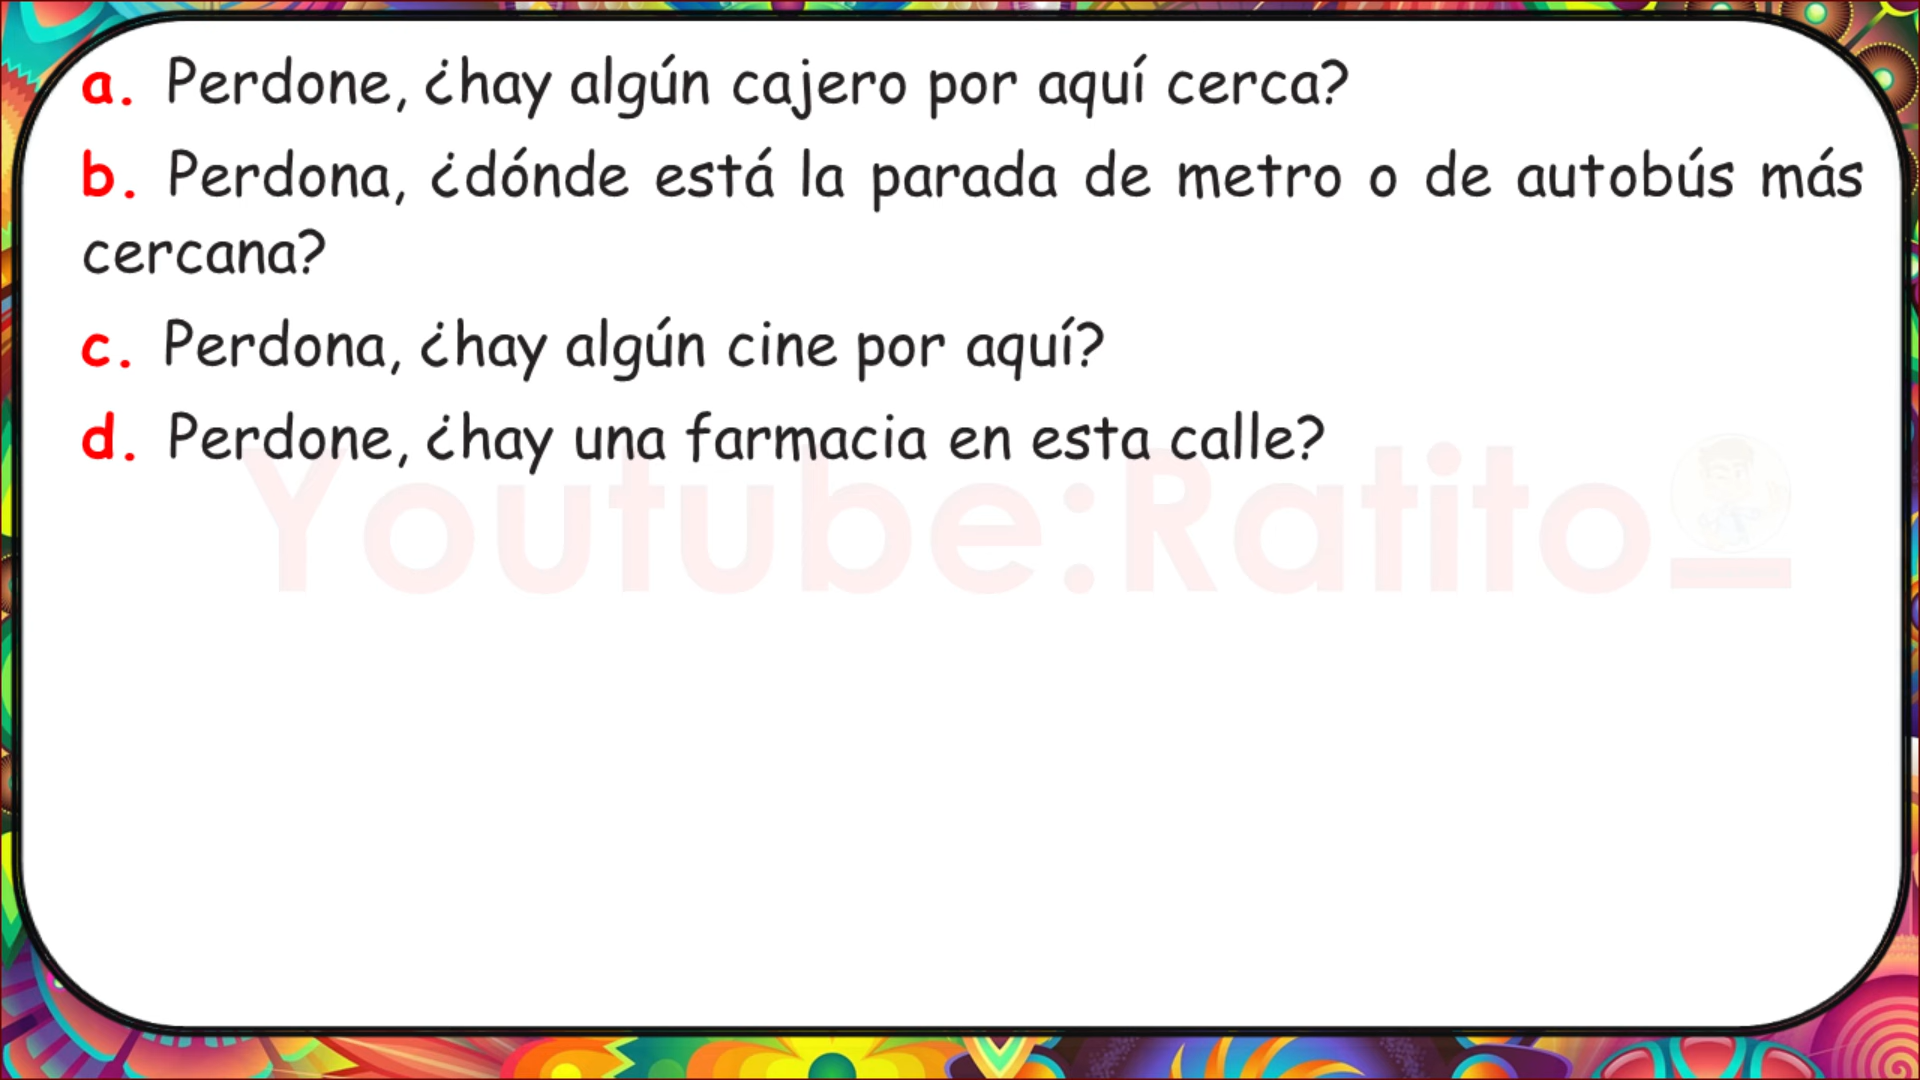 a. Perdone, ¿hay algún cajero por aquí cerca?
b. Perdona, ¿dónde está la parada de metro o de autobús más
cercana?
c. Perdona, ¿hay algún cine por aquí?
d. Perdone, ¿hay una farmacia en esta calle?
Youtube:Ratito